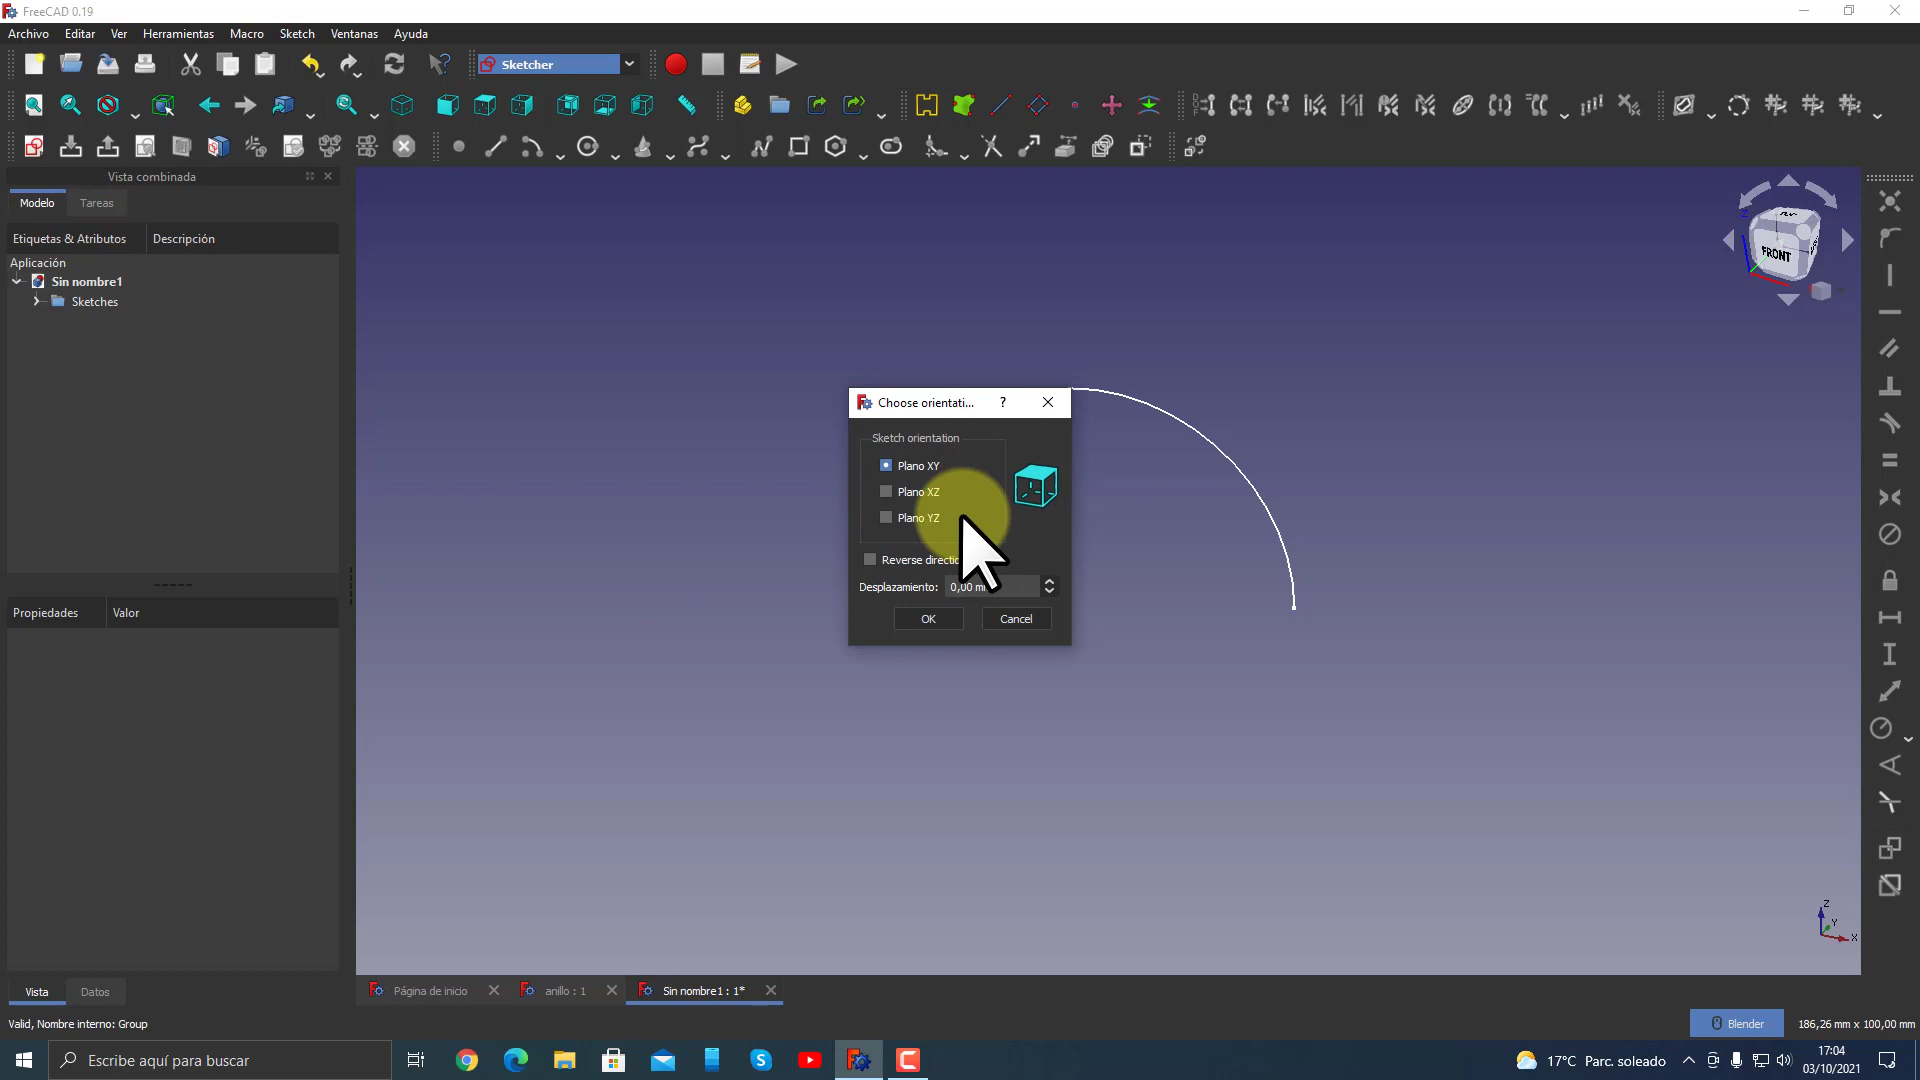 FreeCAD 0.19
Archivo Editar Ver Herramientas Macro Sketch Ventanas Ayuda
Sketcher
Vista combinada
Modelo Tareas
Etiquetas & Atributos Descripción
Aplicación
Sin nombre1
Sketches
FRONT
Choose orientati... ?
Sketch orientation
Plano XY
Plano XZ
Plano YZ
Reverse directio
Desplazamiento: 0,00 m
OK Cancel
Propiedades Valor
Z
Y
X
Vista Datos
Página de inicio anillo : 1 Sin nombre1 : 1*
Valid, Nombre interno: Group
Blender 186,26 mm x 100,00 mm
Escribe aquí para buscar
17°C Parc. soleado
17:04
03/10/2021